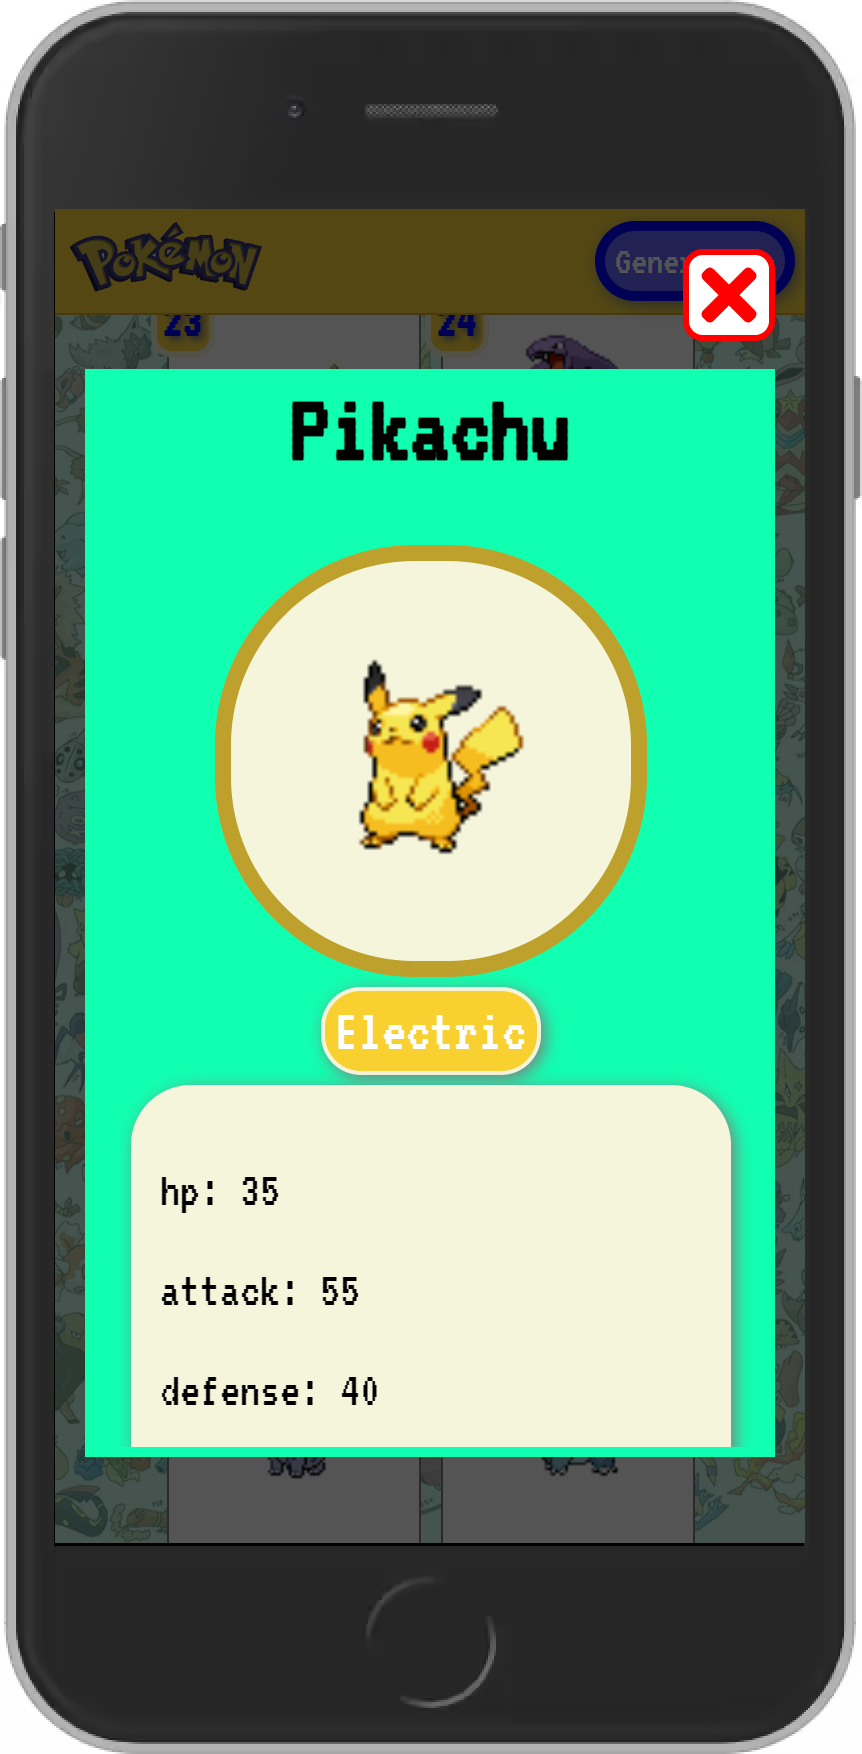 Pokémon
Gene
23 24
Pikachu
Electric
hp: 35
attack: 55
defense: 40